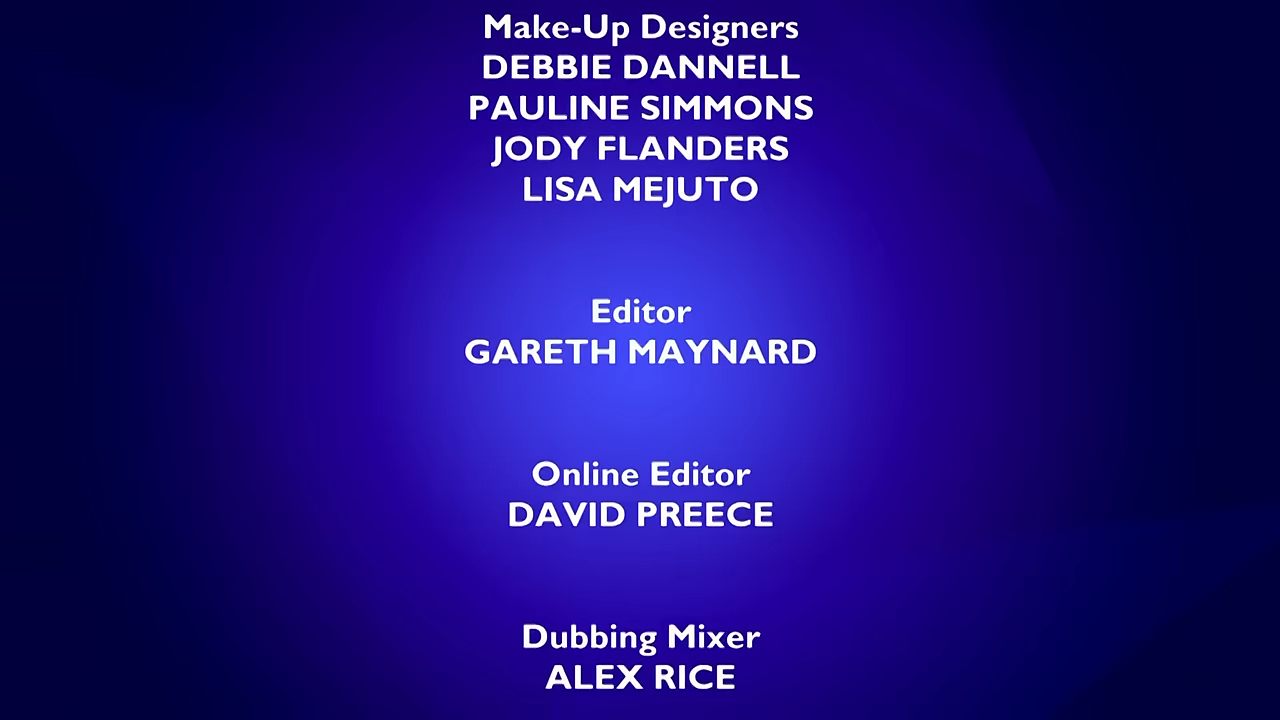 Make-Up Designers
DEBBIE DANNELL
PAULINE SIMMONS
JODY FLANDERS
LISA MEJUTO
Editor
GARETH MAYNARD
Online Editor
DAVID PREECE
Dubbing Mixer
ALEX RICE